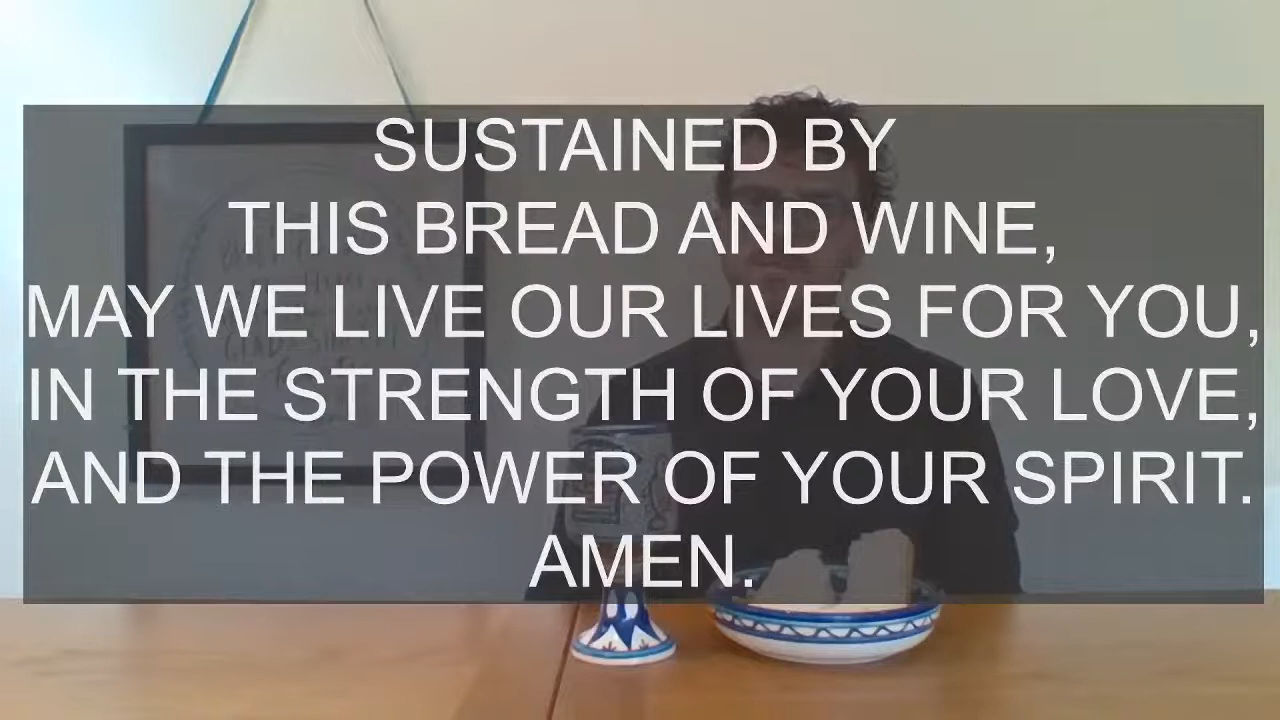 SUSTAINED BY
THIS BREAD AND WINE,
MAY WE LIVE OUR LIVES FOR YOU,
IN THE STRENGTH OF YOUR LOVE,
AND THE POWER OF YOUR SPIRIT.
AMEN.